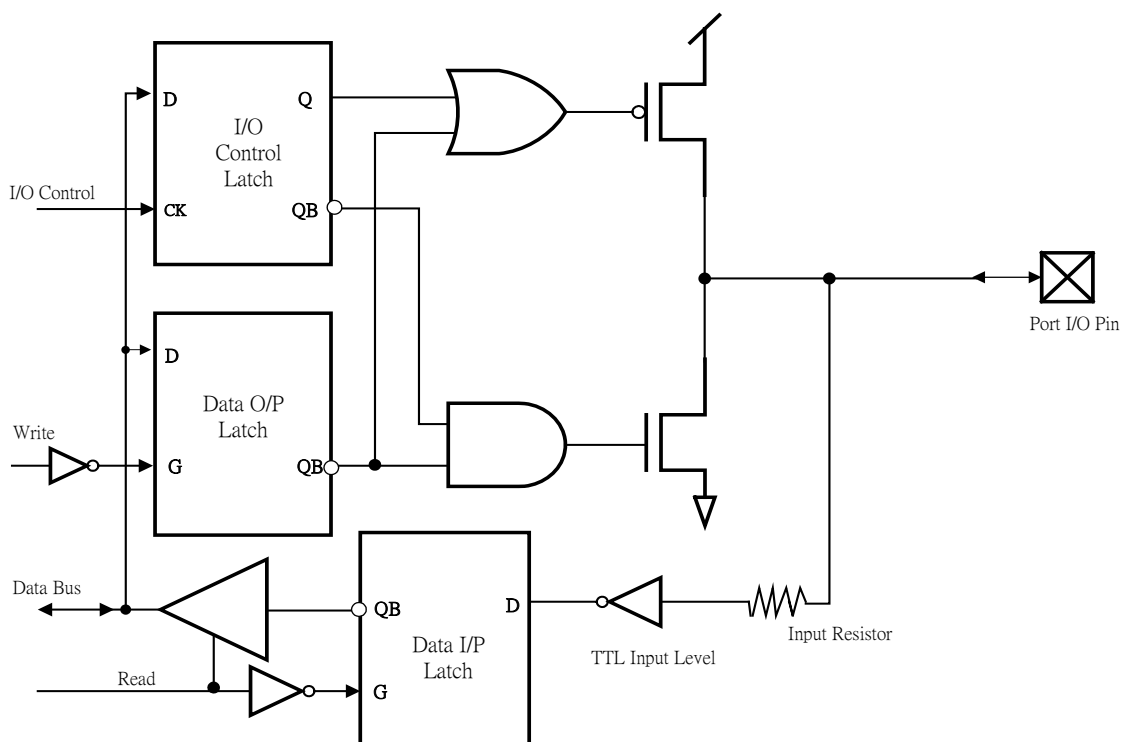 D
Q
I/O
Control
Latch
I/O Control
CK
QB
Port I/O Pin
D
Data O/P
Latch
Write
G
QB
Data Bus
QB
D
Data I/P
Latch
Input Resistor
TTL Input Level
Read
G